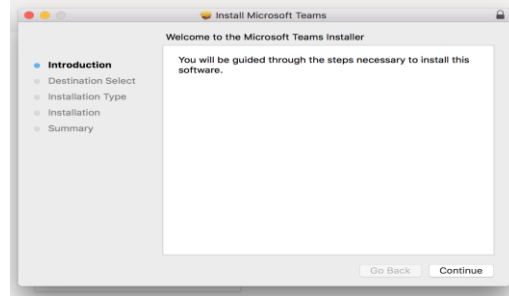 Install Microsoft Teams
Welcome to the Microsoft Teams Installer
Introduction
Destination Select
Installation Type
Installation
Summary
You will be guided through the steps necessary to install this
software.
Go Back
Continue